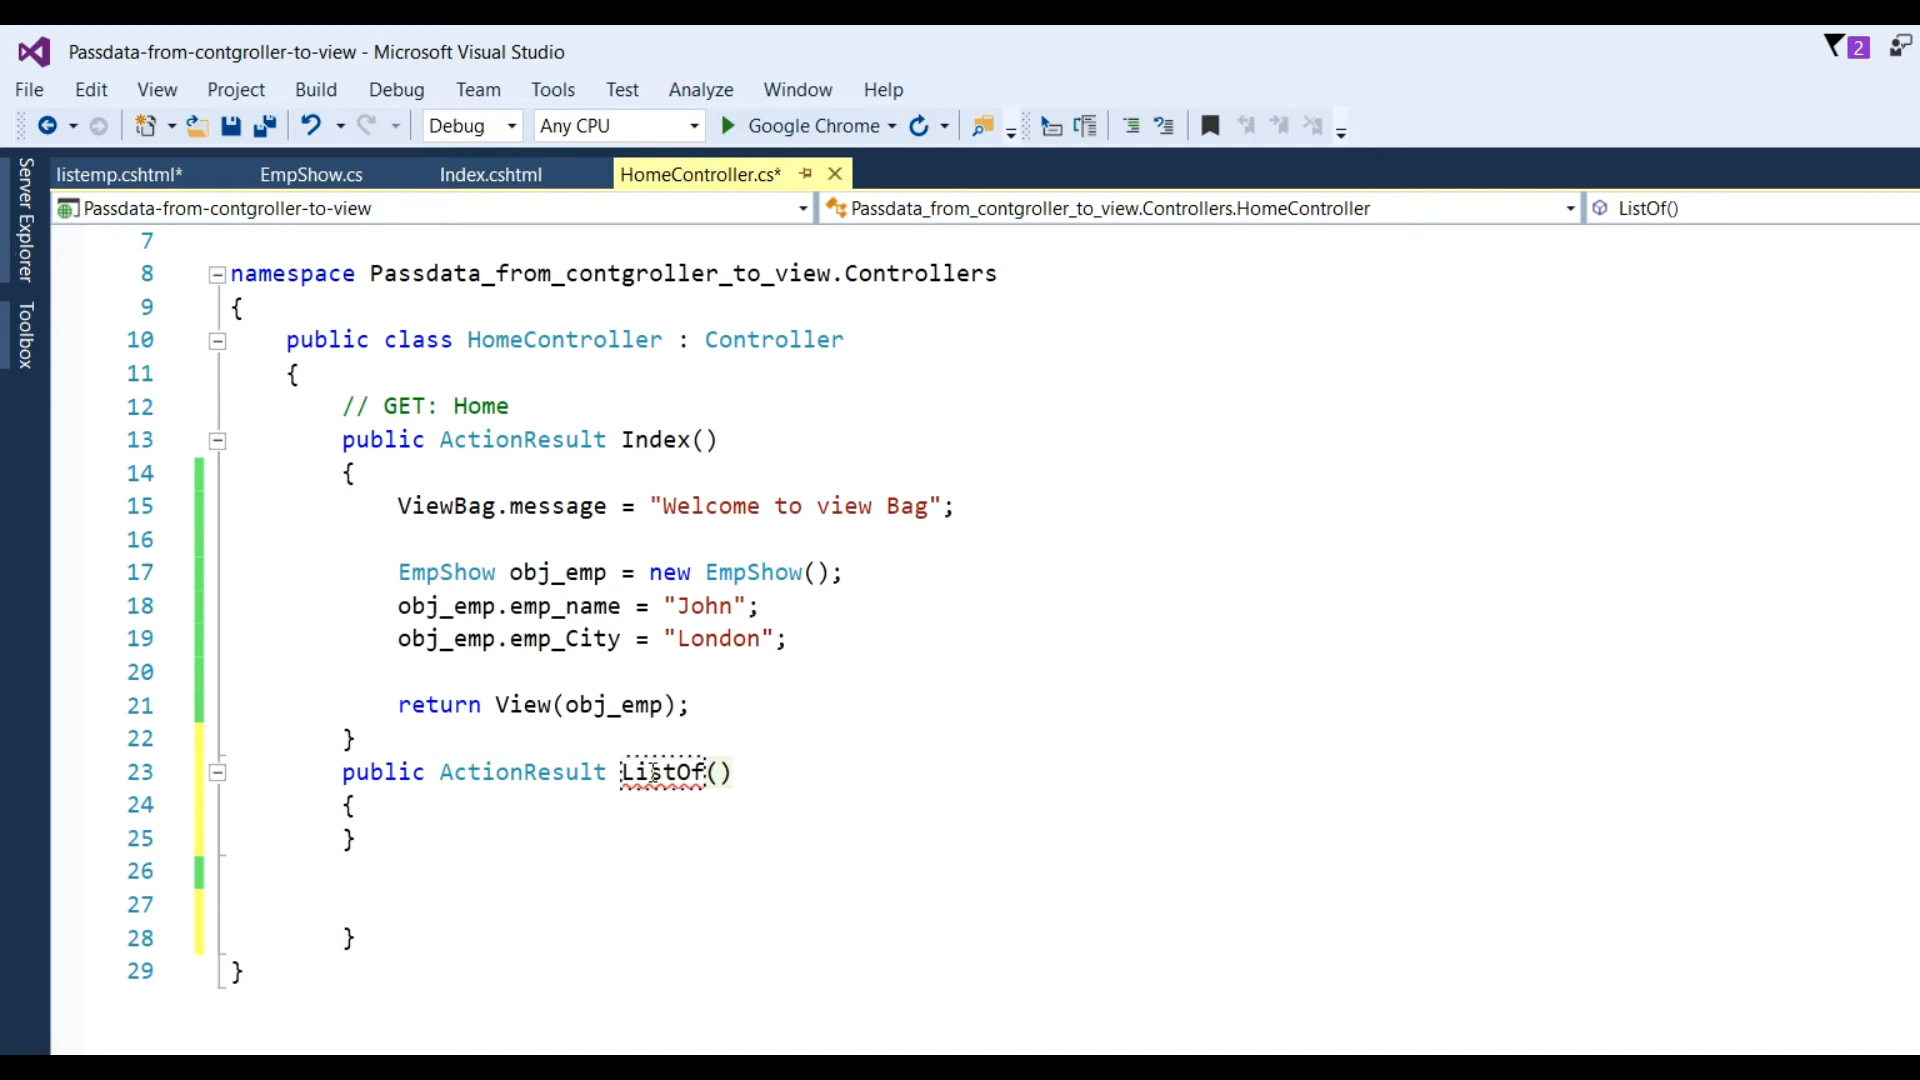 Passdata-from-contgroller-to-view - Microsoft Visual Studio
2
File Edit View Project Build Debug Team Tools Test Analyze Window Help
Debug Any CPU Google Chrome
Server Explorer
Toolbox
listemp.cshtml* EmpShow.cs Index.cshtml HomeController.cs*
Passdata-from-contgroller-to-view Passdata_from_contgroller_to_view.Controllers.HomeController ListOf()
7
8 namespace Passdata_from_contgroller_to_view.Controllers
9 {
10 public class HomeController : Controller
11 {
12 // GET: Home
13 public ActionResult Index()
14 {
15 ViewBag.message = "Welcome to view Bag";
16
17 EmpShow obj_emp = new EmpShow();
18 obj_emp.emp_name = "John";
19 obj_emp.emp_City = "London";
20
21 return View(obj_emp);
22 }
23 public ActionResult ListOf()
24 {
25 }
26
27
28 }
29 }